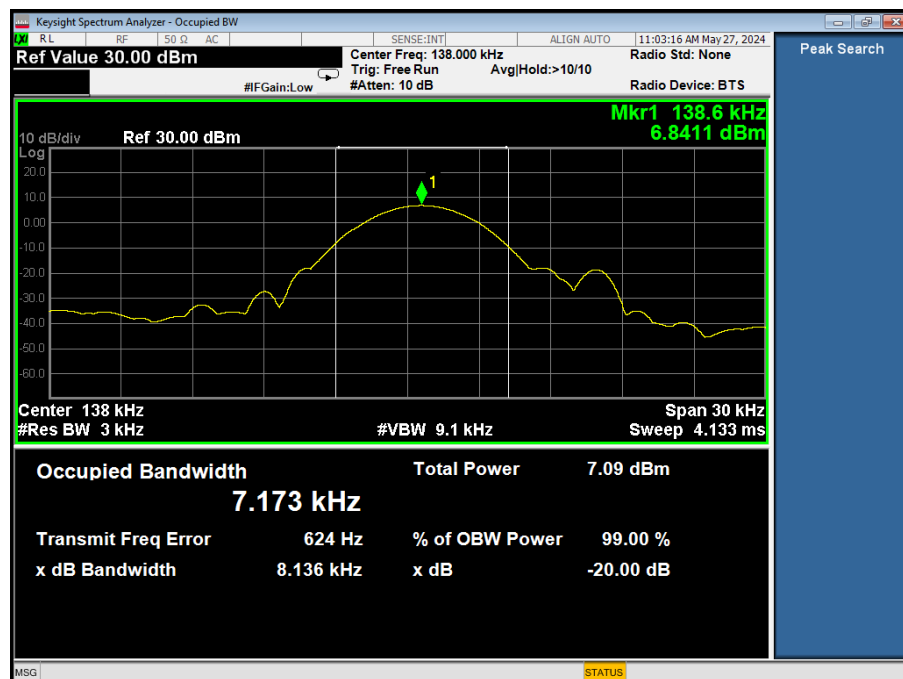 Keysight Spectrum Analyzer - Occupied BW
LXI RL RF 50 Ω AC SENSE:INT ALIGN AUTO 11:03:16 AM May 27, 2024
Ref Value 30.00 dBm
Center Freq: 138.000 kHz Radio Std: None
Trig: Free Run Avg|Hold:>10/10
#IFGain:Low #Atten: 10 dB Radio Device: BTS
Peak Search
Mkr1 138.6 kHz
10 dB/div Ref 30.00 dBm 6.8411 dBm
Log
20.0
1
10.0
0.00
-10.0
-20.0
-30.0
-40.0
-50.0
-60.0
Center 138 kHz Span 30 kHz
#Res BW 3 kHz #VBW 9.1 kHz Sweep 4.133 ms
Occupied Bandwidth Total Power 7.09 dBm
7.173 kHz
Transmit Freq Error 624 Hz % of OBW Power 99.00 %
x dB Bandwidth 8.136 kHz x dB -20.00 dB
MSG STATUS